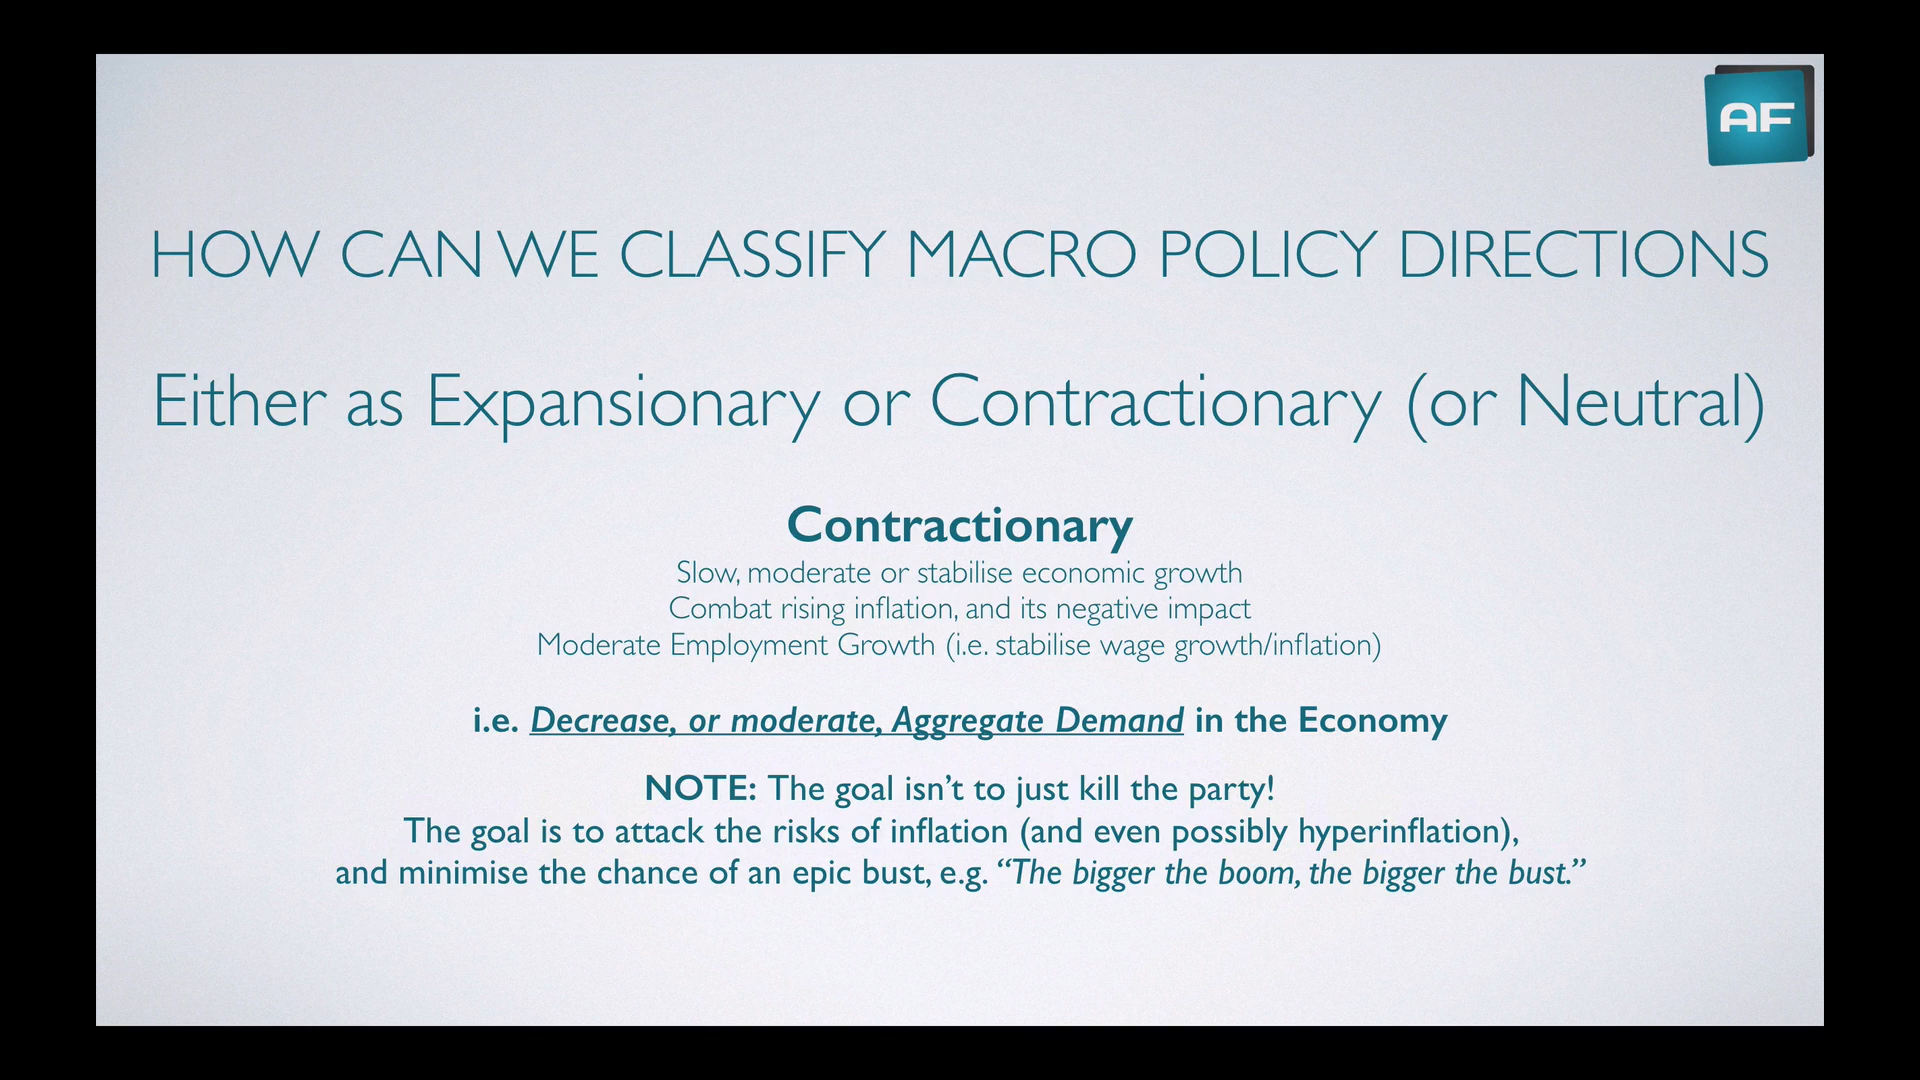 AF
HOW CAN WE CLASSIFY MACRO POLICY DIRECTIONS
Either as Expansionary or Contractionary (or Neutral)
Contractionary
Slow, moderate or stabilise economic growth
Combat rising inflation, and its negative impact
Moderate Employment Growth (i.e. stabilise wage growth/inflation)
i.e. Decrease, or moderate, Aggregate Demand in the Economy
NOTE: The goal isn’t to just kill the party!
The goal is to attack the risks of inflation (and even possibly hyperinflation),
and minimise the chance of an epic bust, e.g. “The bigger the boom, the bigger the bust.”